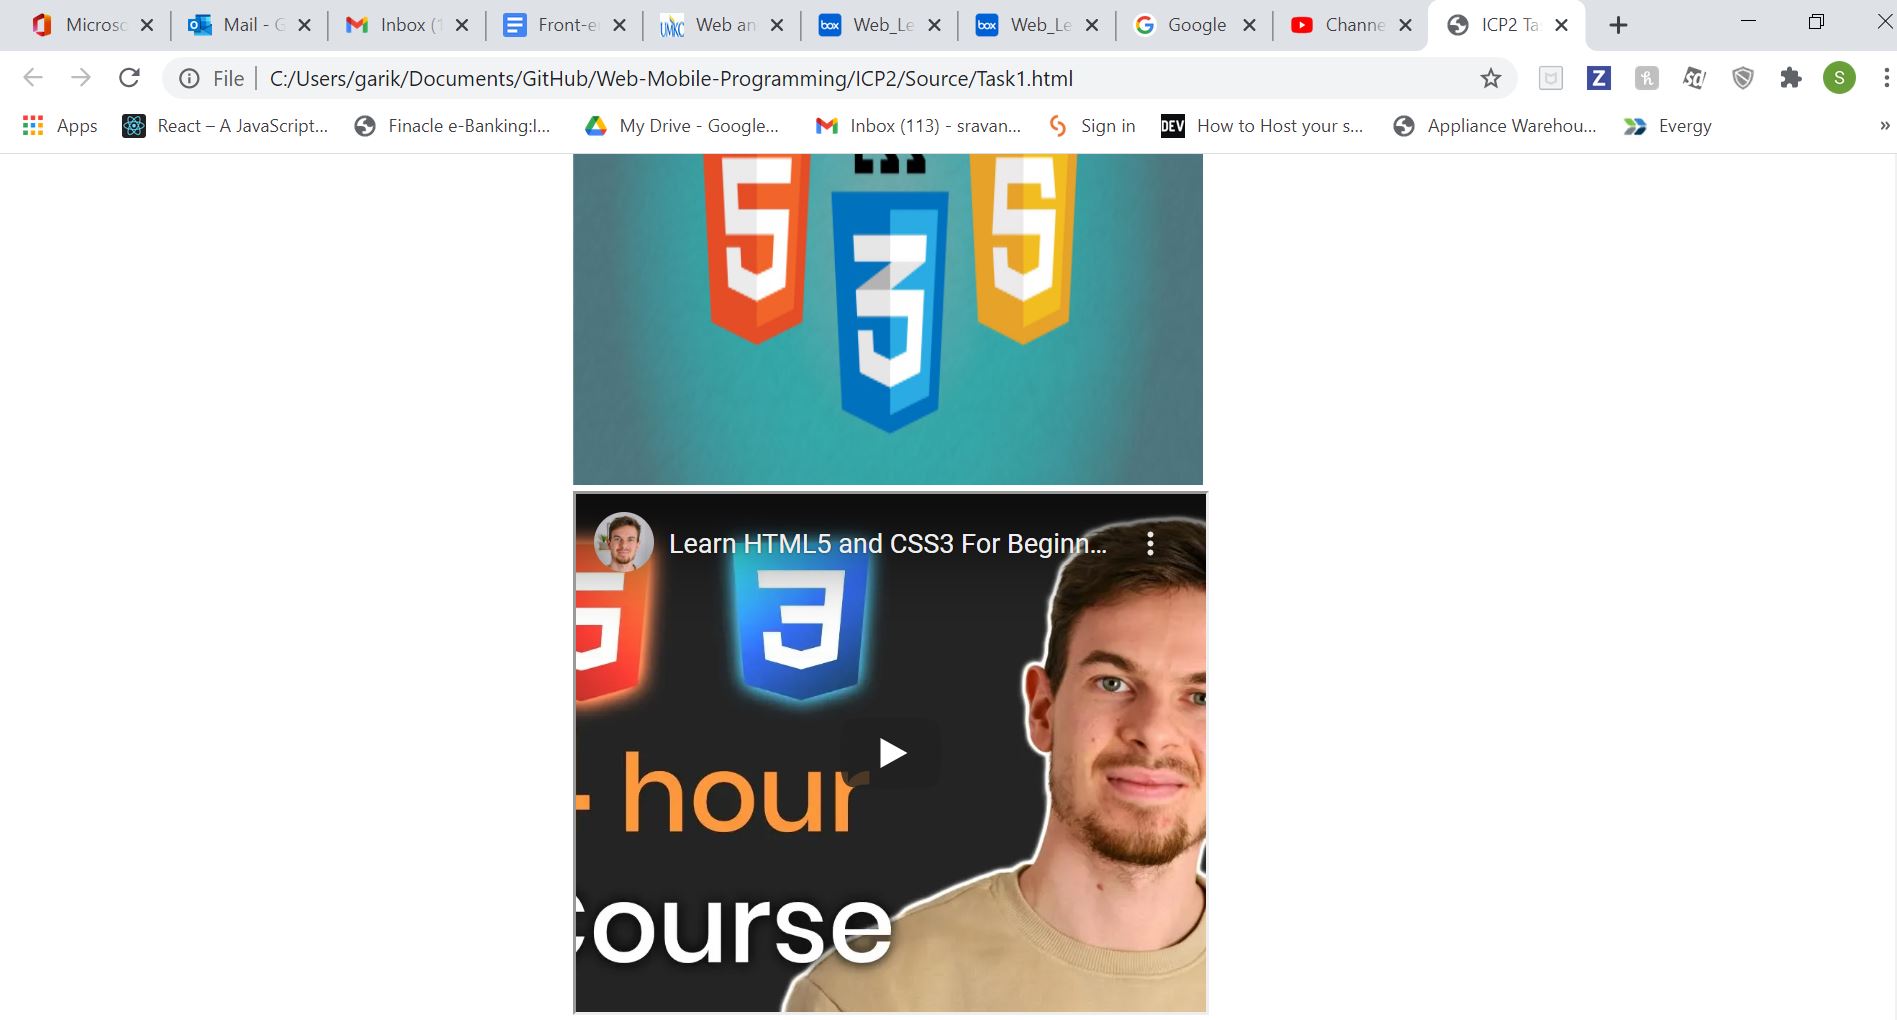 Microso Mail - G Inbox (1 Front-e Web an Web_Le Web_Le Google Channe ICP2 Ta
File C:/Users/garik/Documents/GitHub/Web-Mobile-Programming/ICP2/Source/Task1.html S
Apps React – A JavaScript... Finacle e-Banking:I... My Drive - Google... Inbox (113) - sravan... Sign in DEV How to Host your s... Appliance Warehou... Evergy »
5 3 5
Learn HTML5 and CSS3 For Beginn...
5 3
hour
Course